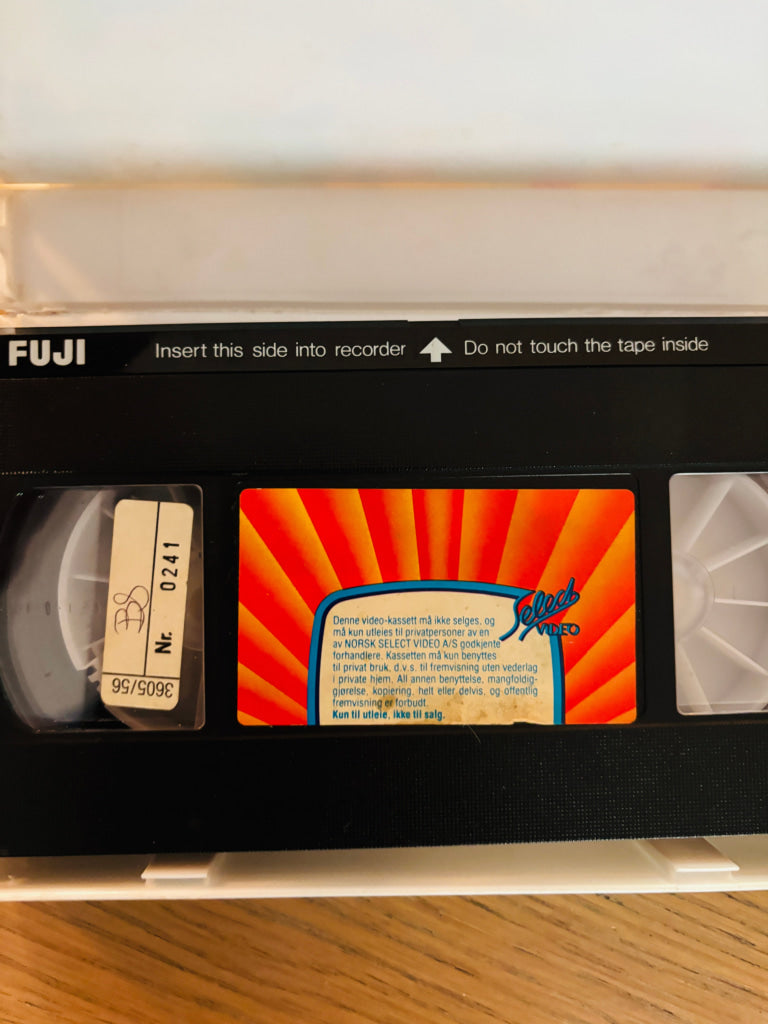 FUJI Insert this side into recorder Do not touch the tape inside
Nr. 0241
3605/56
Select
VIDEO
Denne video-kassett må ikke selges, og
må kun utleies til privatpersoner av en
av NORSK SELECT VIDEO A/S godkjente
forhandlere. Kassetten må kun benyttes
til privat bruk, d.v.s. til fremvisning uten vederlag
i private hjem. All annen benyttelse, mangfoldig-
gjørelse, kopiering, helt eller delvis, og offentlig
fremvisning er forbudt.
Kun til utleie, ikke til salg.